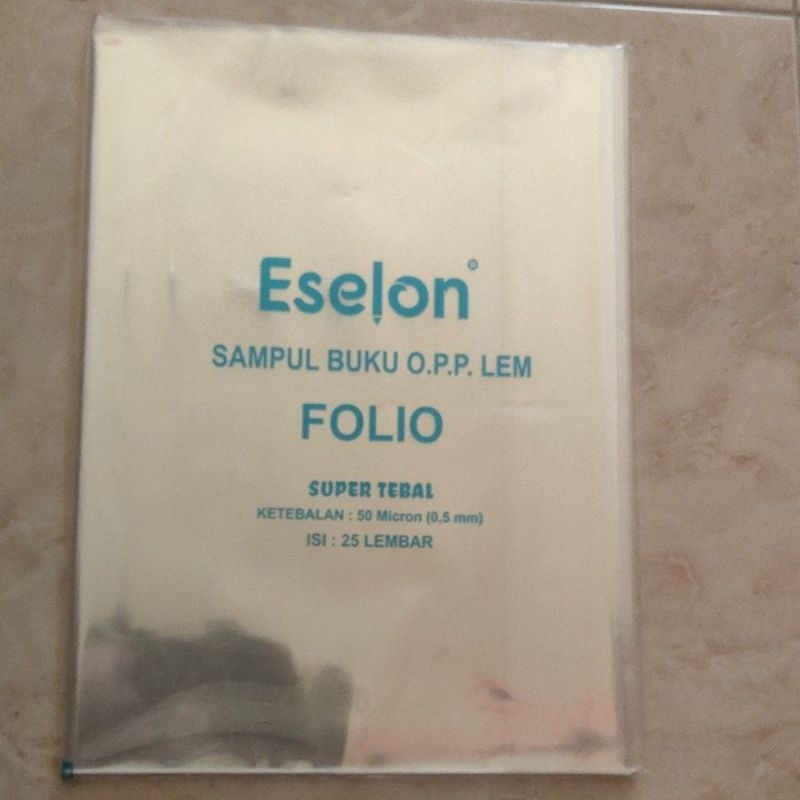 Eselon
SAMPUL BUKU O.P.P. LEM
FOLIO
SUPER TEBAL
KETEBALAN : 50 Micron (0,5 mm)
ISI : 25 LEMBAR